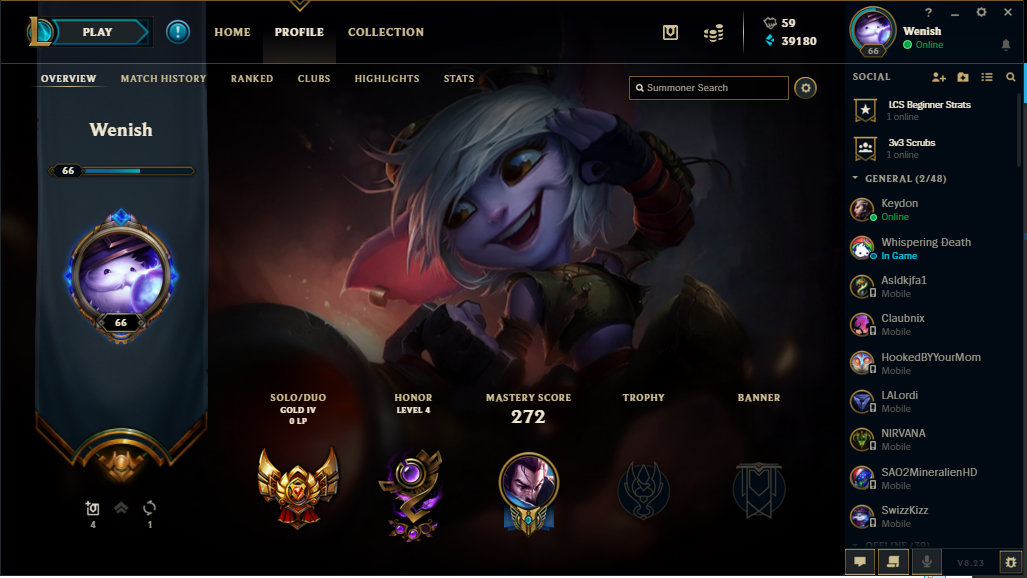 PLAY
!
HOME
PROFILE
COLLECTION
59
39180
?
66
Wenish
Online
OVERVIEW
MATCH HISTORY
RANKED
CLUBS
HIGHLIGHTS
STATS
Summoner Search
Wenish
66
66
4
1
SOLO/DUO
GOLD IV
0 LP
HONOR
LEVEL 4
MASTERY SCORE
272
TROPHY
BANNER
SOCIAL
LCS Beginner Strats
1 online
3v3 Scrubs
1 online
GENERAL (2/48)
Keydon
Online
Whispering Death
In Game
Asldkjfa1
Mobile
Claubnix
Mobile
HookedBYYourMom
Mobile
LALordi
Mobile
NIRVANA
Mobile
SAO2MineralienHD
Mobile
SwizzKizz
Mobile
V8.23